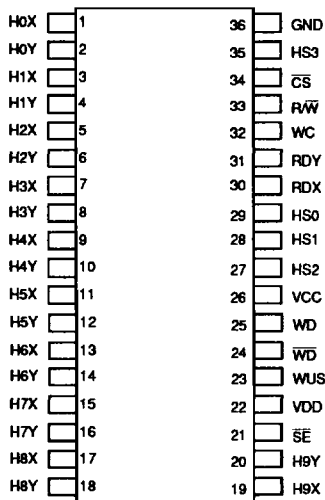 H0X 1 36 GND
H0Y 2 35 HS3
H1X 3 34 C̅S̅
H1Y 4 33 R/W̅
H2X 5 32 WC
H2Y 6 31 RDY
H3X 7 30 RDX
H3Y 8 29 HS0
H4X 9 28 HS1
H4Y 10 27 HS2
H5X 11 26 VCC
H5Y 12 25 WD
H6X 13 24 W̅D̅
H6Y 14 23 WUS
H7X 15 22 VDD
H7Y 16 21 S̅E̅
H8X 17 20 H9Y
H8Y 18 19 H9X